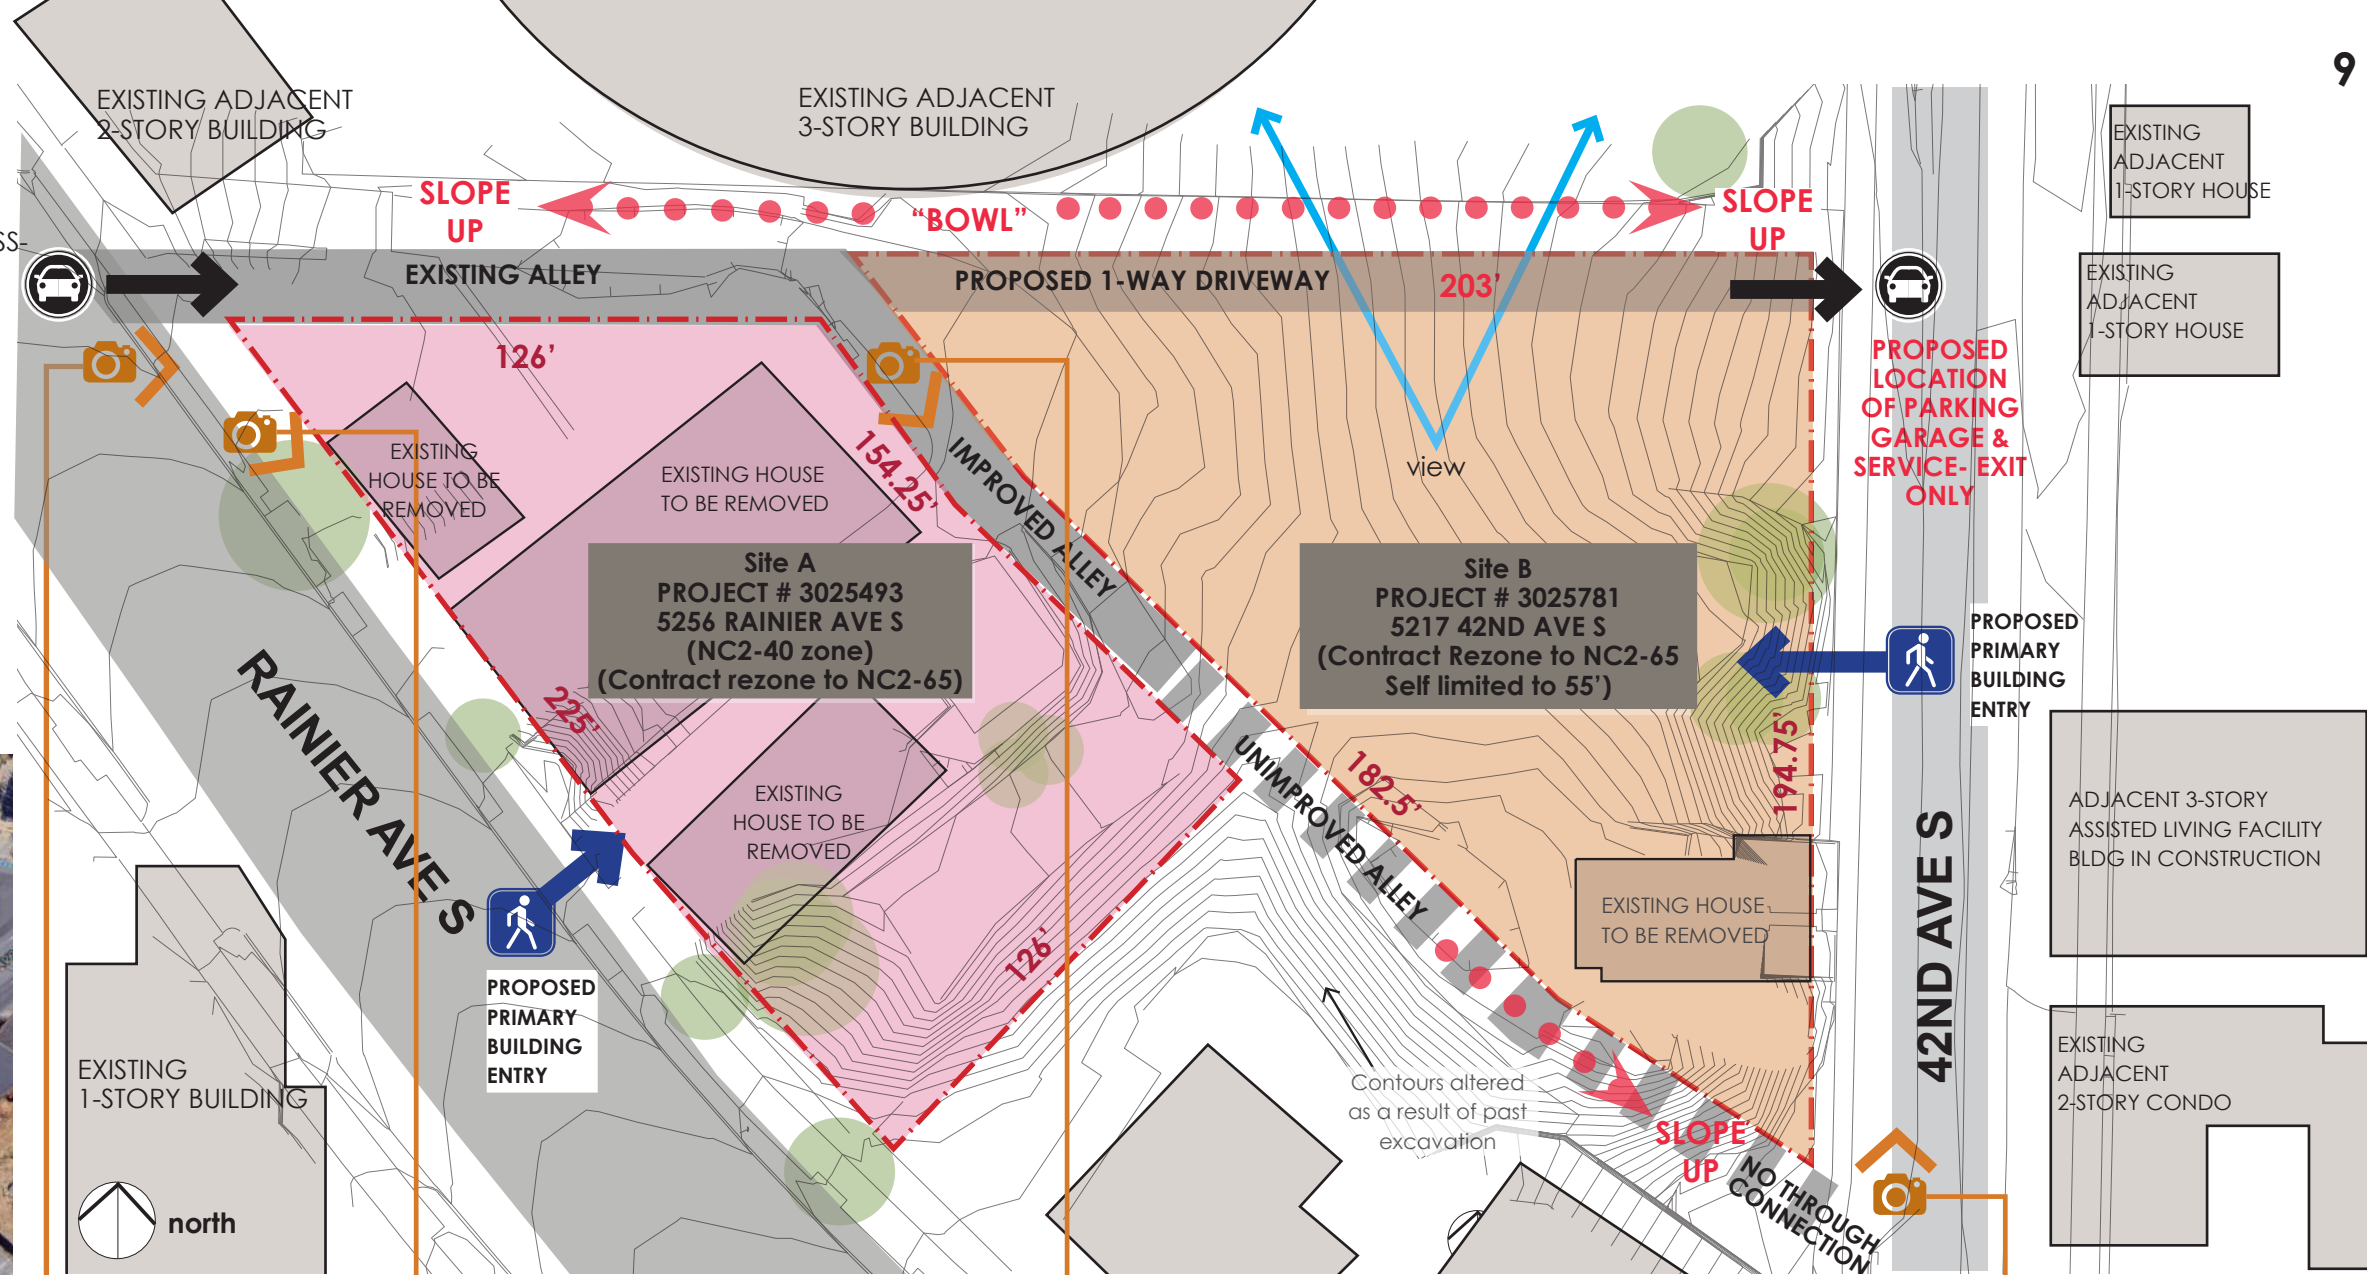 9
EXISTING ADJACENT
2-STORY BUILDING
EXISTING ADJACENT
3-STORY BUILDING
EXISTING
ADJACENT
1-STORY HOUSE
SLOPE
UP
“BOWL”
SLOPE
UP
SS-
EXISTING ALLEY
PROPOSED 1-WAY DRIVEWAY
203’
EXISTING
ADJACENT
1-STORY HOUSE
126’
PROPOSED
LOCATION
OF PARKING
GARAGE &
SERVICE- EXIT
ONLY
EXISTING
HOUSE TO BE
REMOVED
EXISTING HOUSE
TO BE REMOVED
154.25’
IMPROVED ALLEY
view
Site A
PROJECT # 3025493
5256 RAINIER AVE S
(NC2-40 zone)
(Contract rezone to NC2-65)
Site B
PROJECT # 3025781
5217 42ND AVE S
(Contract Rezone to NC2-65
Self limited to 55’)
PROPOSED
PRIMARY
BUILDING
ENTRY
225’
RAINIER AVE S
UNIMPROVED ALLEY
182.5’
194.75’
EXISTING
HOUSE TO BE
REMOVED
ADJACENT 3-STORY
ASSISTED LIVING FACILITY
BLDG IN CONSTRUCTION
42ND AVE S
EXISTING HOUSE
TO BE REMOVED
126’
PROPOSED
PRIMARY
BUILDING
ENTRY
EXISTING
1-STORY BUILDING
Contours altered
as a result of past
excavation
EXISTING
ADJACENT
2-STORY CONDO
SLOPE
UP
NO THROUGH
CONNECTION
north